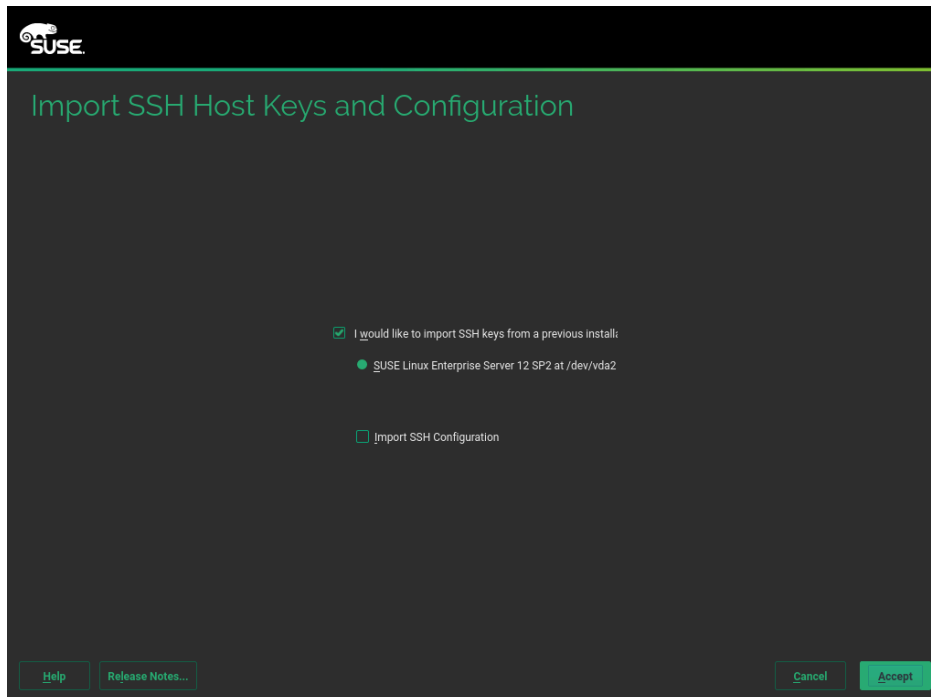 SUSE.
Import SSH Host Keys and Configuration
I would like to import SSH keys from a previous installa
SUSE Linux Enterprise Server 12 SP2 at /dev/vda2
Import SSH Configuration
Help
Release Notes...
Cancel
Accept